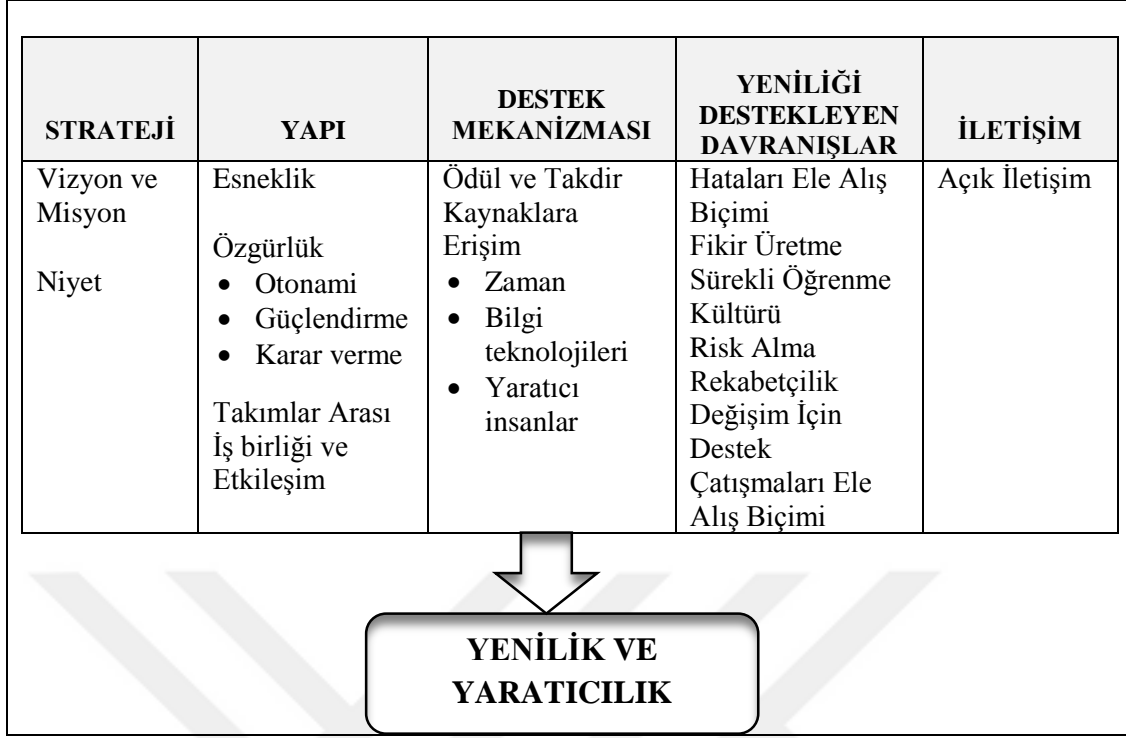 STRATEJİ
YAPI
DESTEK
MEKANİZMASI
YENİLİĞİ
DESTEKLEYEN
DAVRANIŞLAR
İLETİŞİM
Vizyon ve
Misyon
Niyet
Esneklik
Özgürlük
• Otonami
• Güçlendirme
• Karar verme
Takımlar Arası
İş birliği ve
Etkileşim
Ödül ve Takdir
Kaynaklara
Erişim
• Zaman
• Bilgi
teknolojileri
• Yaratıcı
insanlar
Hataları Ele Alış
Biçimi
Fikir Üretme
Sürekli Öğrenme
Kültürü
Risk Alma
Rekabetçilik
Değişim İçin
Destek
Çatışmaları Ele
Alış Biçimi
Açık İletişim
YENİLİK VE
YARATICILIK